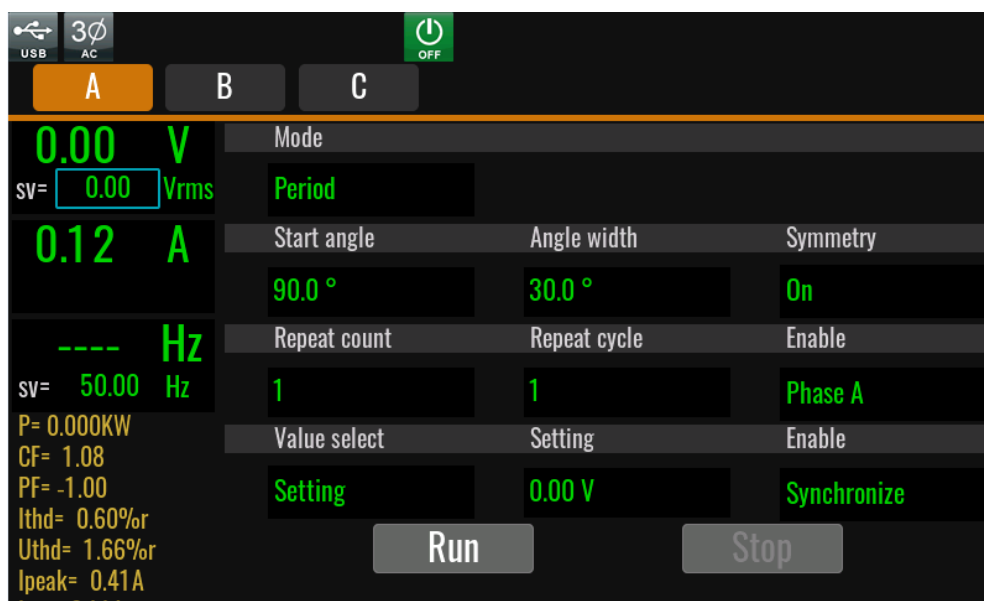 USB 3Ø AC OFF
A B C
0.00 V
sv= 0.00 Vrms
0.12 A
---- Hz
sv= 50.00 Hz
P= 0.000KW
CF= 1.08
PF= -1.00
Ithd= 0.60%r
Uthd= 1.66%r
Ipeak= 0.41A
Mode
Period
Start angle Angle width Symmetry
90.0 ° 30.0 ° On
Repeat count Repeat cycle Enable
1 1 Phase A
Value select Setting Enable
Setting 0.00 V Synchronize
Run Stop